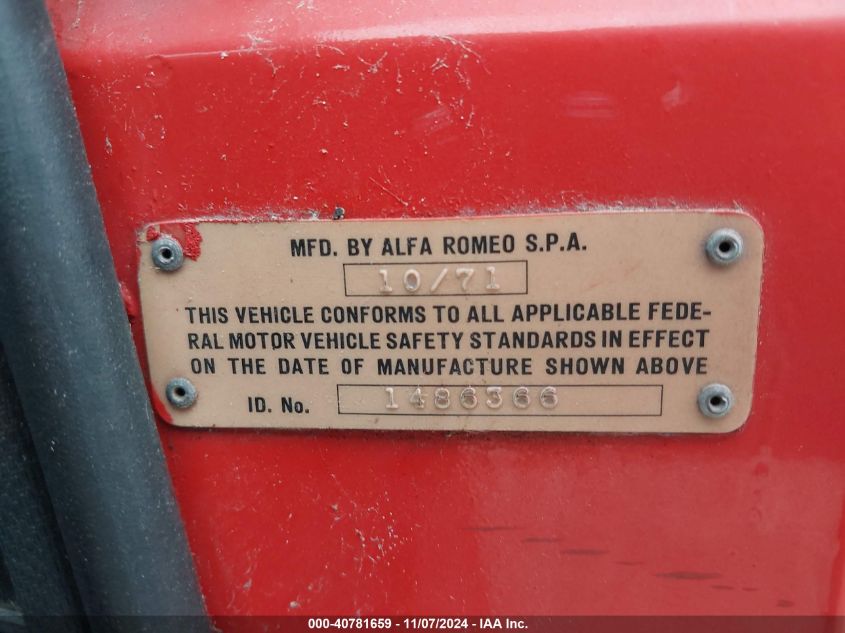 MFD. BY ALFA ROMEO S.P.A.
10/71
THIS VEHICLE CONFORMS TO ALL APPLICABLE FEDE-
RAL MOTOR VEHICLE SAFETY STANDARDS IN EFFECT
ON THE DATE OF MANUFACTURE SHOWN ABOVE
ID. No. 1486366
000-40781659 - 11/07/2024 - IAA Inc.